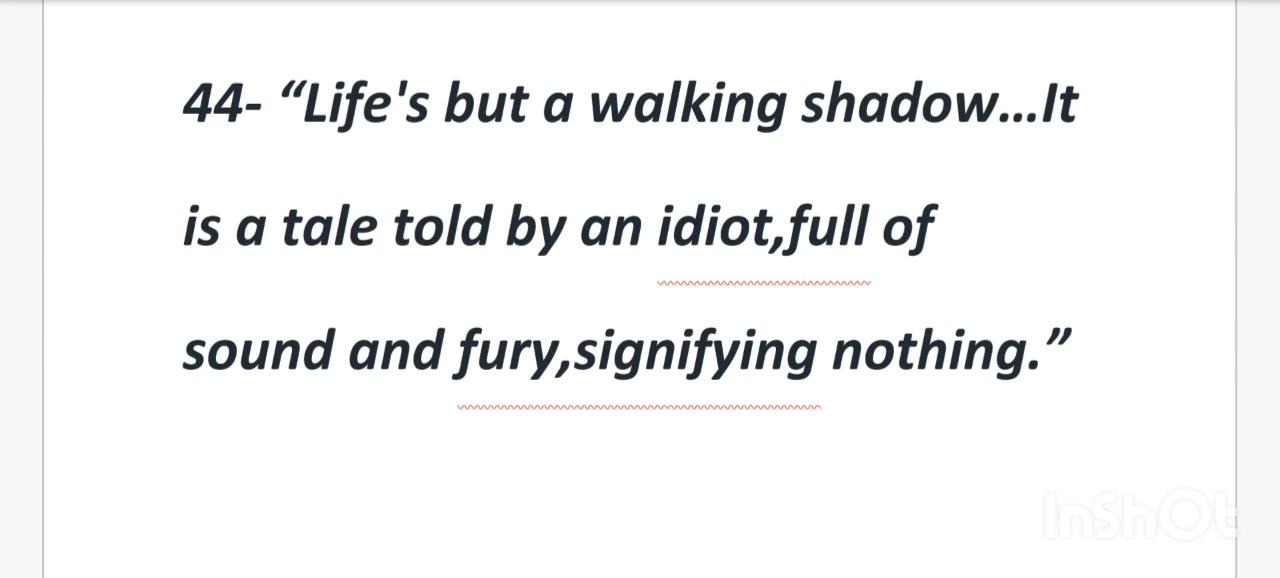 44- “Life's but a walking shadow...It
is a tale told by an idiot,full of
sound and fury,signifying nothing.”
InShOt